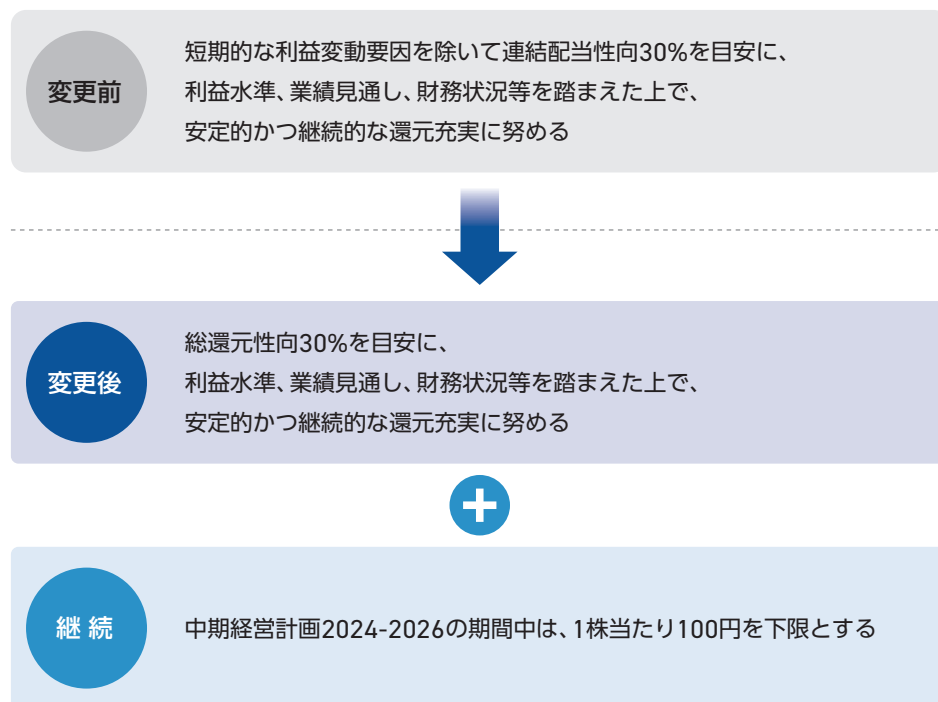 変更前
短期的な利益変動要因を除いて連結配当性向30%を目安に、
利益水準、業績見通し、財務状況等を踏まえた上で、
安定的かつ継続的な還元充実に努める
変更後
総還元性向30%を目安に、
利益水準、業績見通し、財務状況等を踏まえた上で、
安定的かつ継続的な還元充実に努める
継 続
中期経営計画2024-2026の期間中は、1株当たり100円を下限とする